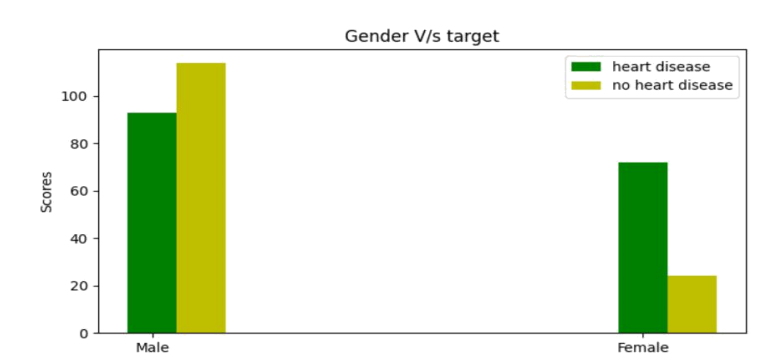 Gender V/s target
heart disease
no heart disease
Scores
100
80
60
40
20
0
Male Female